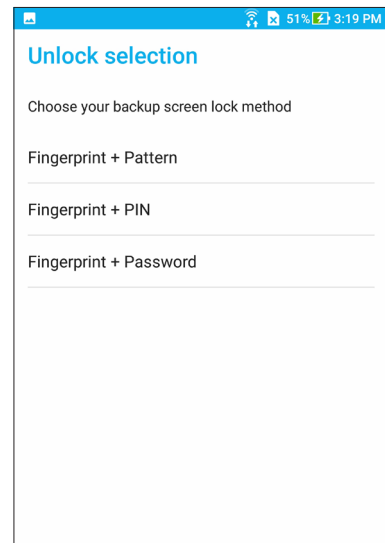 51% 3:19 PM
Unlock selection
Choose your backup screen lock method
Fingerprint + Pattern
Fingerprint + PIN
Fingerprint + Password